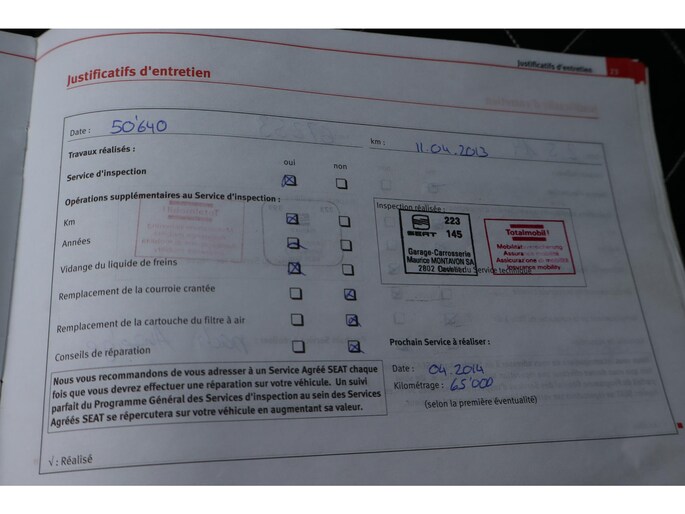 Justificatifs d'entretien
Justificatifs d'entretien
Date : 50'640
km : 11.04.2013
Travaux réalisés :
oui non
Service d'inspection
Opérations supplémentaires au Service d'inspection :
Inspection réalisée :
Km
Années
Vidange du liquide de freins
Remplacement de la courroie crantée
Remplacement de la cartouche du filtre à air
Conseils de réparation
SEAT
223
145
Garage-Carrosserie
Maurice MONTAVON SA
2802
du Service technique
Totalmobil!
Insurance mobility
Prochain Service à réaliser :
Date : 04.2014
Kilométrage : 65'000
(selon la première éventualité)
Nous vous recommandons de vous adresser à un Service Agréé SEAT chaque
fois que vous devrez effectuer une réparation sur votre véhicule. Un suivi
parfait du Programme Général des Services d'inspection au sein des Services
Agréés SEAT se répercutera sur votre véhicule en augmentant sa valeur.
√ : Réalisé